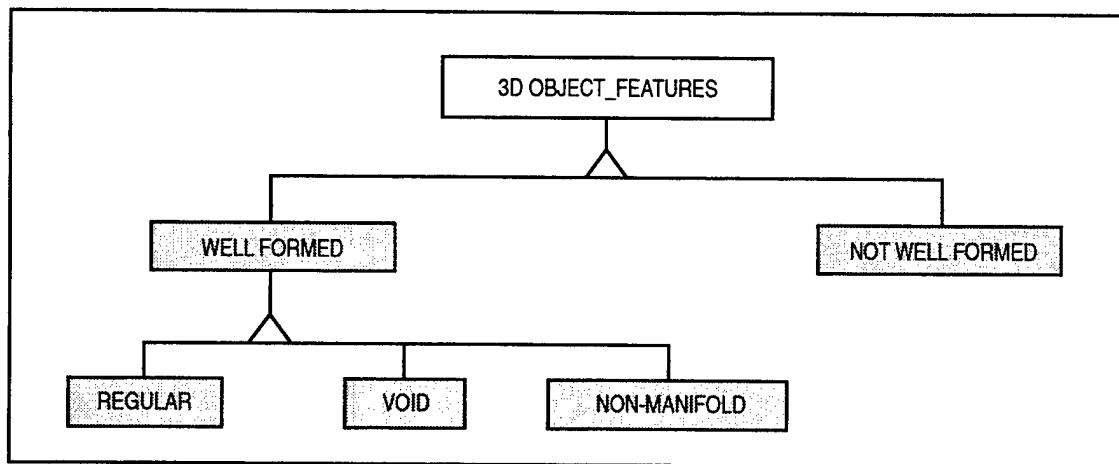 3D OBJECT_FEATURES
WELL FORMED
NOT WELL FORMED
REGULAR
VOID
NON-MANIFOLD